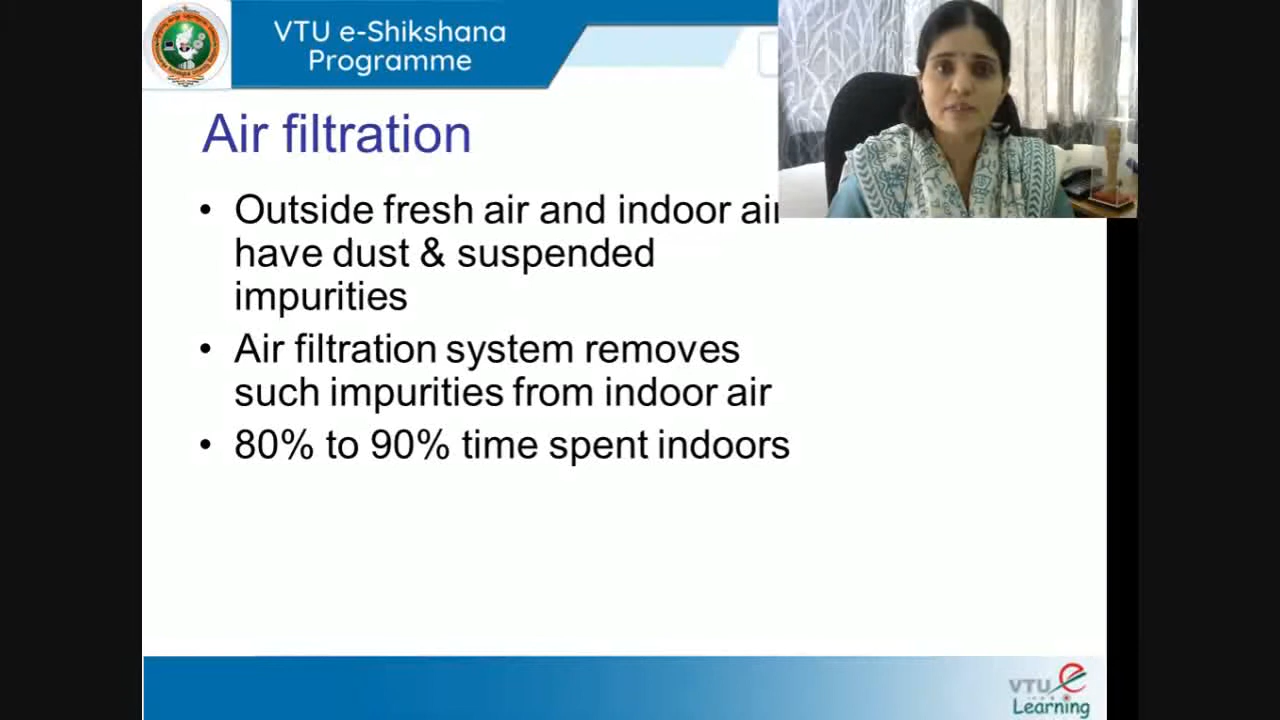 VTU e-Shikshana
Programme
Air filtration
• Outside fresh air and indoor air
have dust & suspended
impurities
• Air filtration system removes
such impurities from indoor air
• 80% to 90% time spent indoors
VTU e
Learning